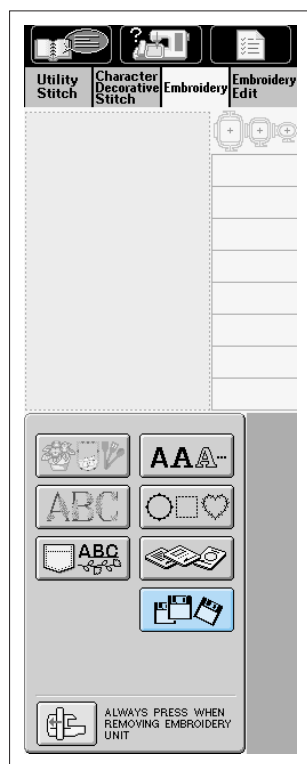 Utility
Stitch
Character
Decorative
Stitch
Embroidery
Embroidery
Edit
AAA
ABC
ABC
ALWAYS PRESS WHEN
REMOVING EMBROIDERY
UNIT